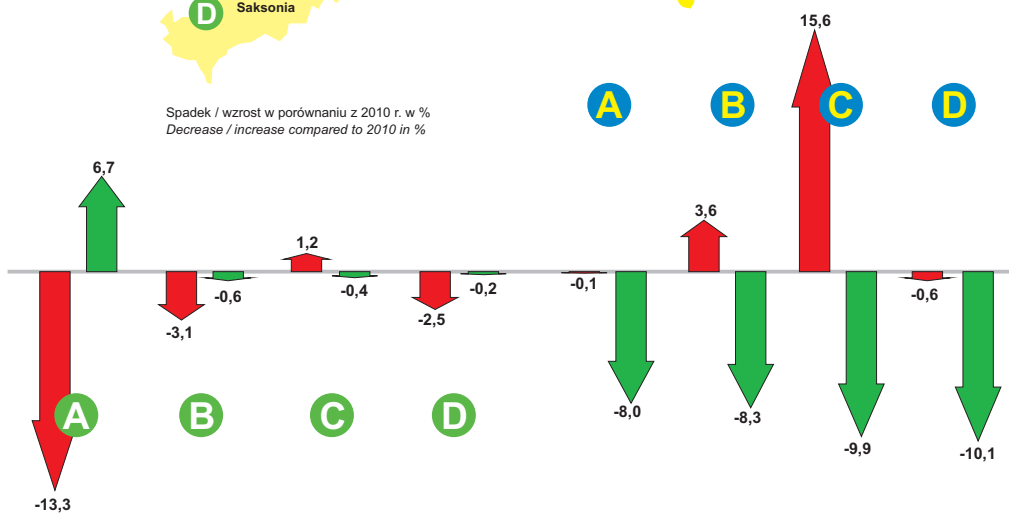 D
Saksonia
15,6
A
B
C
D
Spadek / wzrost w porównaniu z 2010 r. w %
Decrease / increase compared to 2010 in %
6,7
3,6
1,2
-0,1
-0,6
-0,4
-0,2
-0,6
-3,1
-2,5
A
B
C
D
-8,0
-8,3
-9,9
-10,1
-13,3